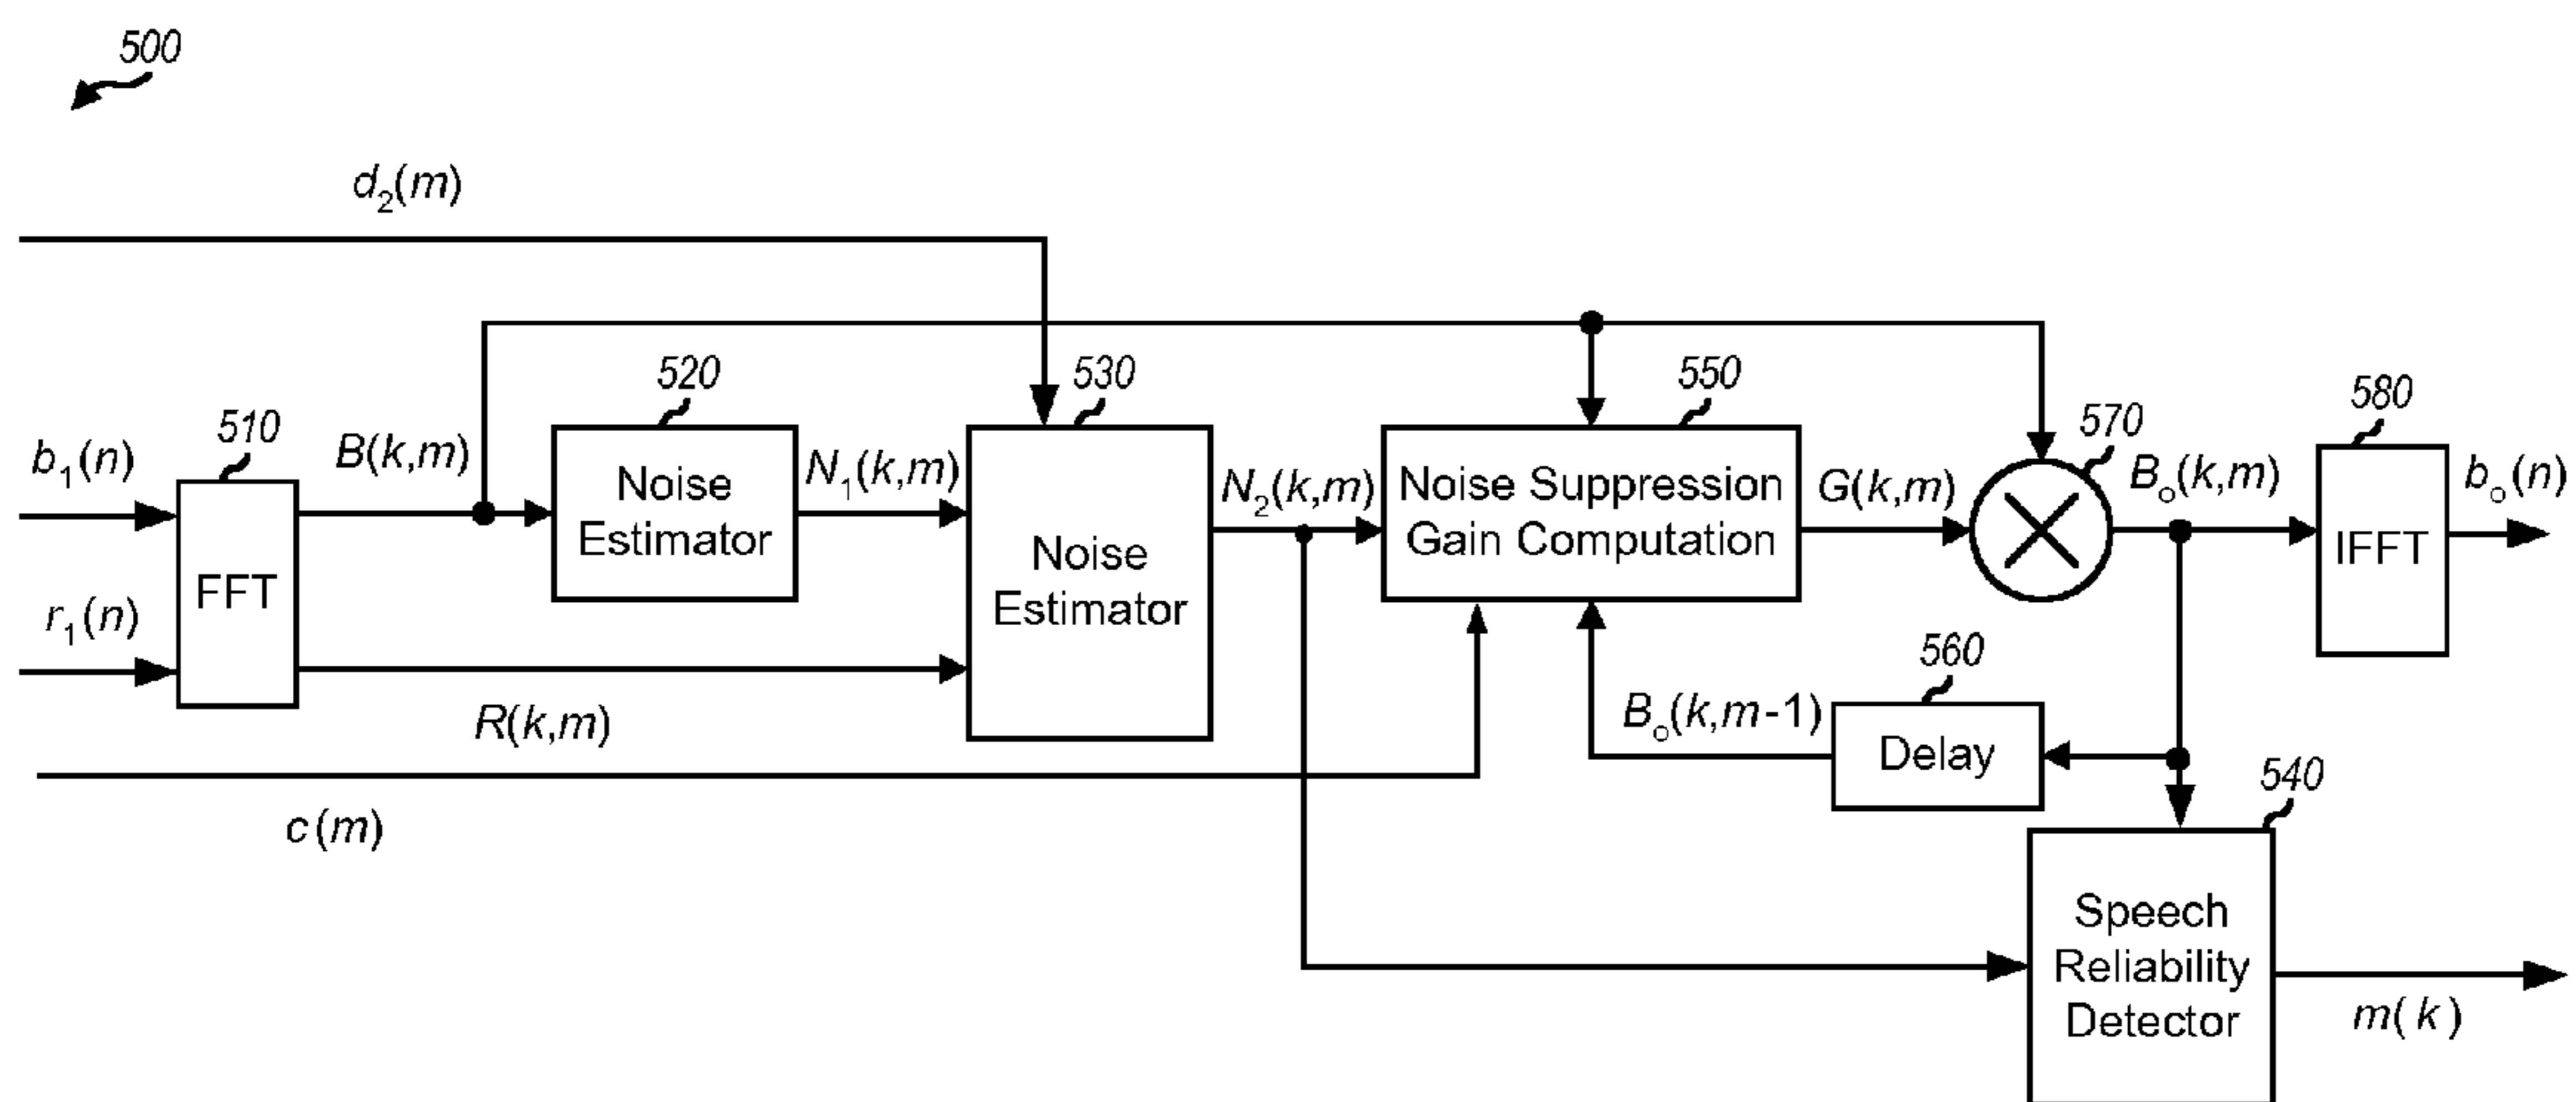 500
d₂(m)
520
530
550
580
510
570
b₁(n)
B(k,m)
Noise
Estimator
N₁(k,m)
N₂(k,m)
Noise Suppression
Gain Computation
G(k,m)
Bₒ(k,m)
bₒ(n)
IFFT
Noise
Estimator
FFT
r₁(n)
R(k,m)
560
Bₒ(k,m-1)
Delay
540
c(m)
Speech
Reliability
Detector
m(k)